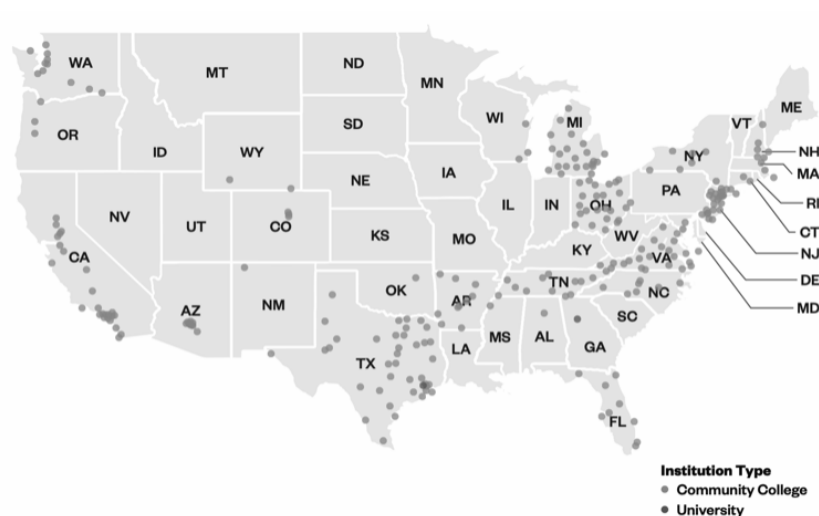 WA
MT
ND
MN
ME
VT
WI
MI
OR
SD
NH
NY
ID
WY
MA
IA
PA
NE
RI
IL
IN
OH
NV
UT
CO
CT
WV
KS
MO
NJ
CA
KY
VA
DE
TN
OK
AR
NC
AZ
NM
MD
SC
MS
AL
GA
LA
TX
FL
Institution Type
Community College
University